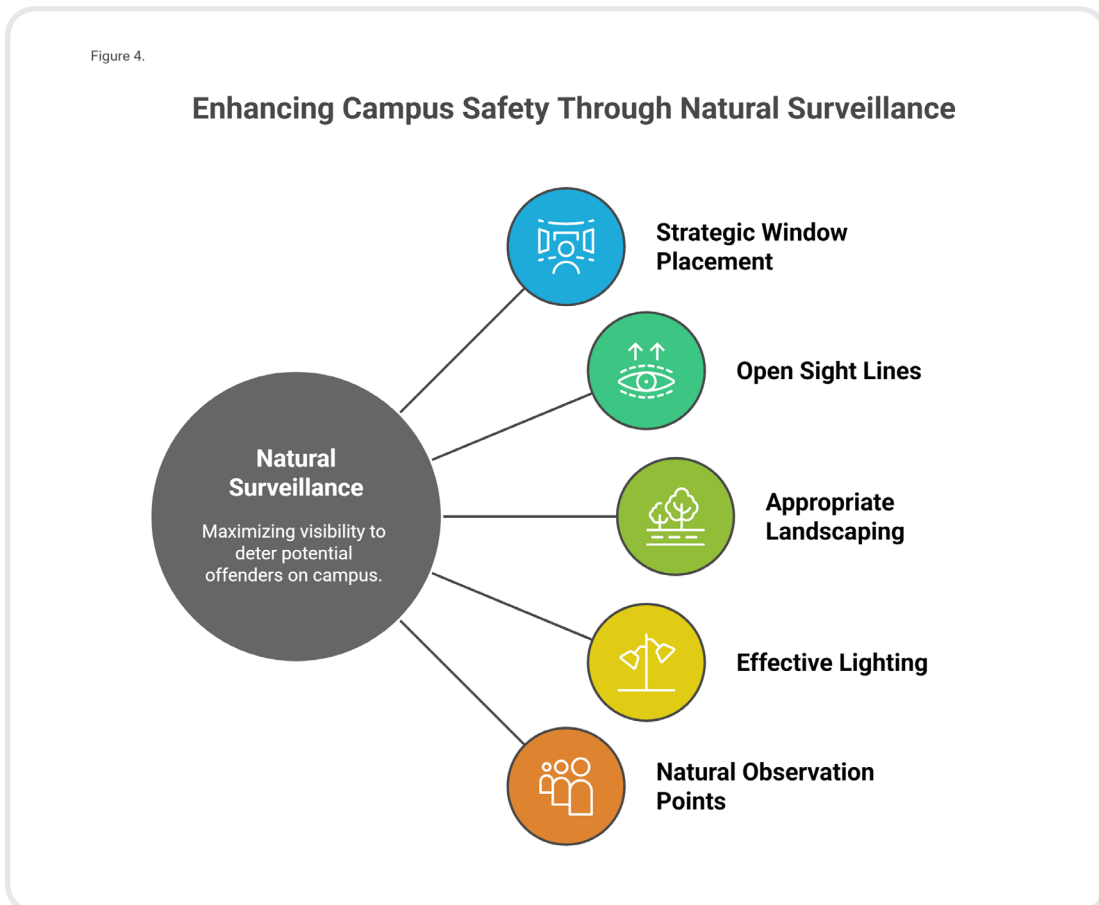 Figure 4.
Enhancing Campus Safety Through Natural Surveillance
Strategic Window
Placement
Open Sight Lines
Natural
Surveillance
Maximizing visibility to
deter potential
offenders on campus.
Appropriate
Landscaping
Effective Lighting
Natural Observation
Points